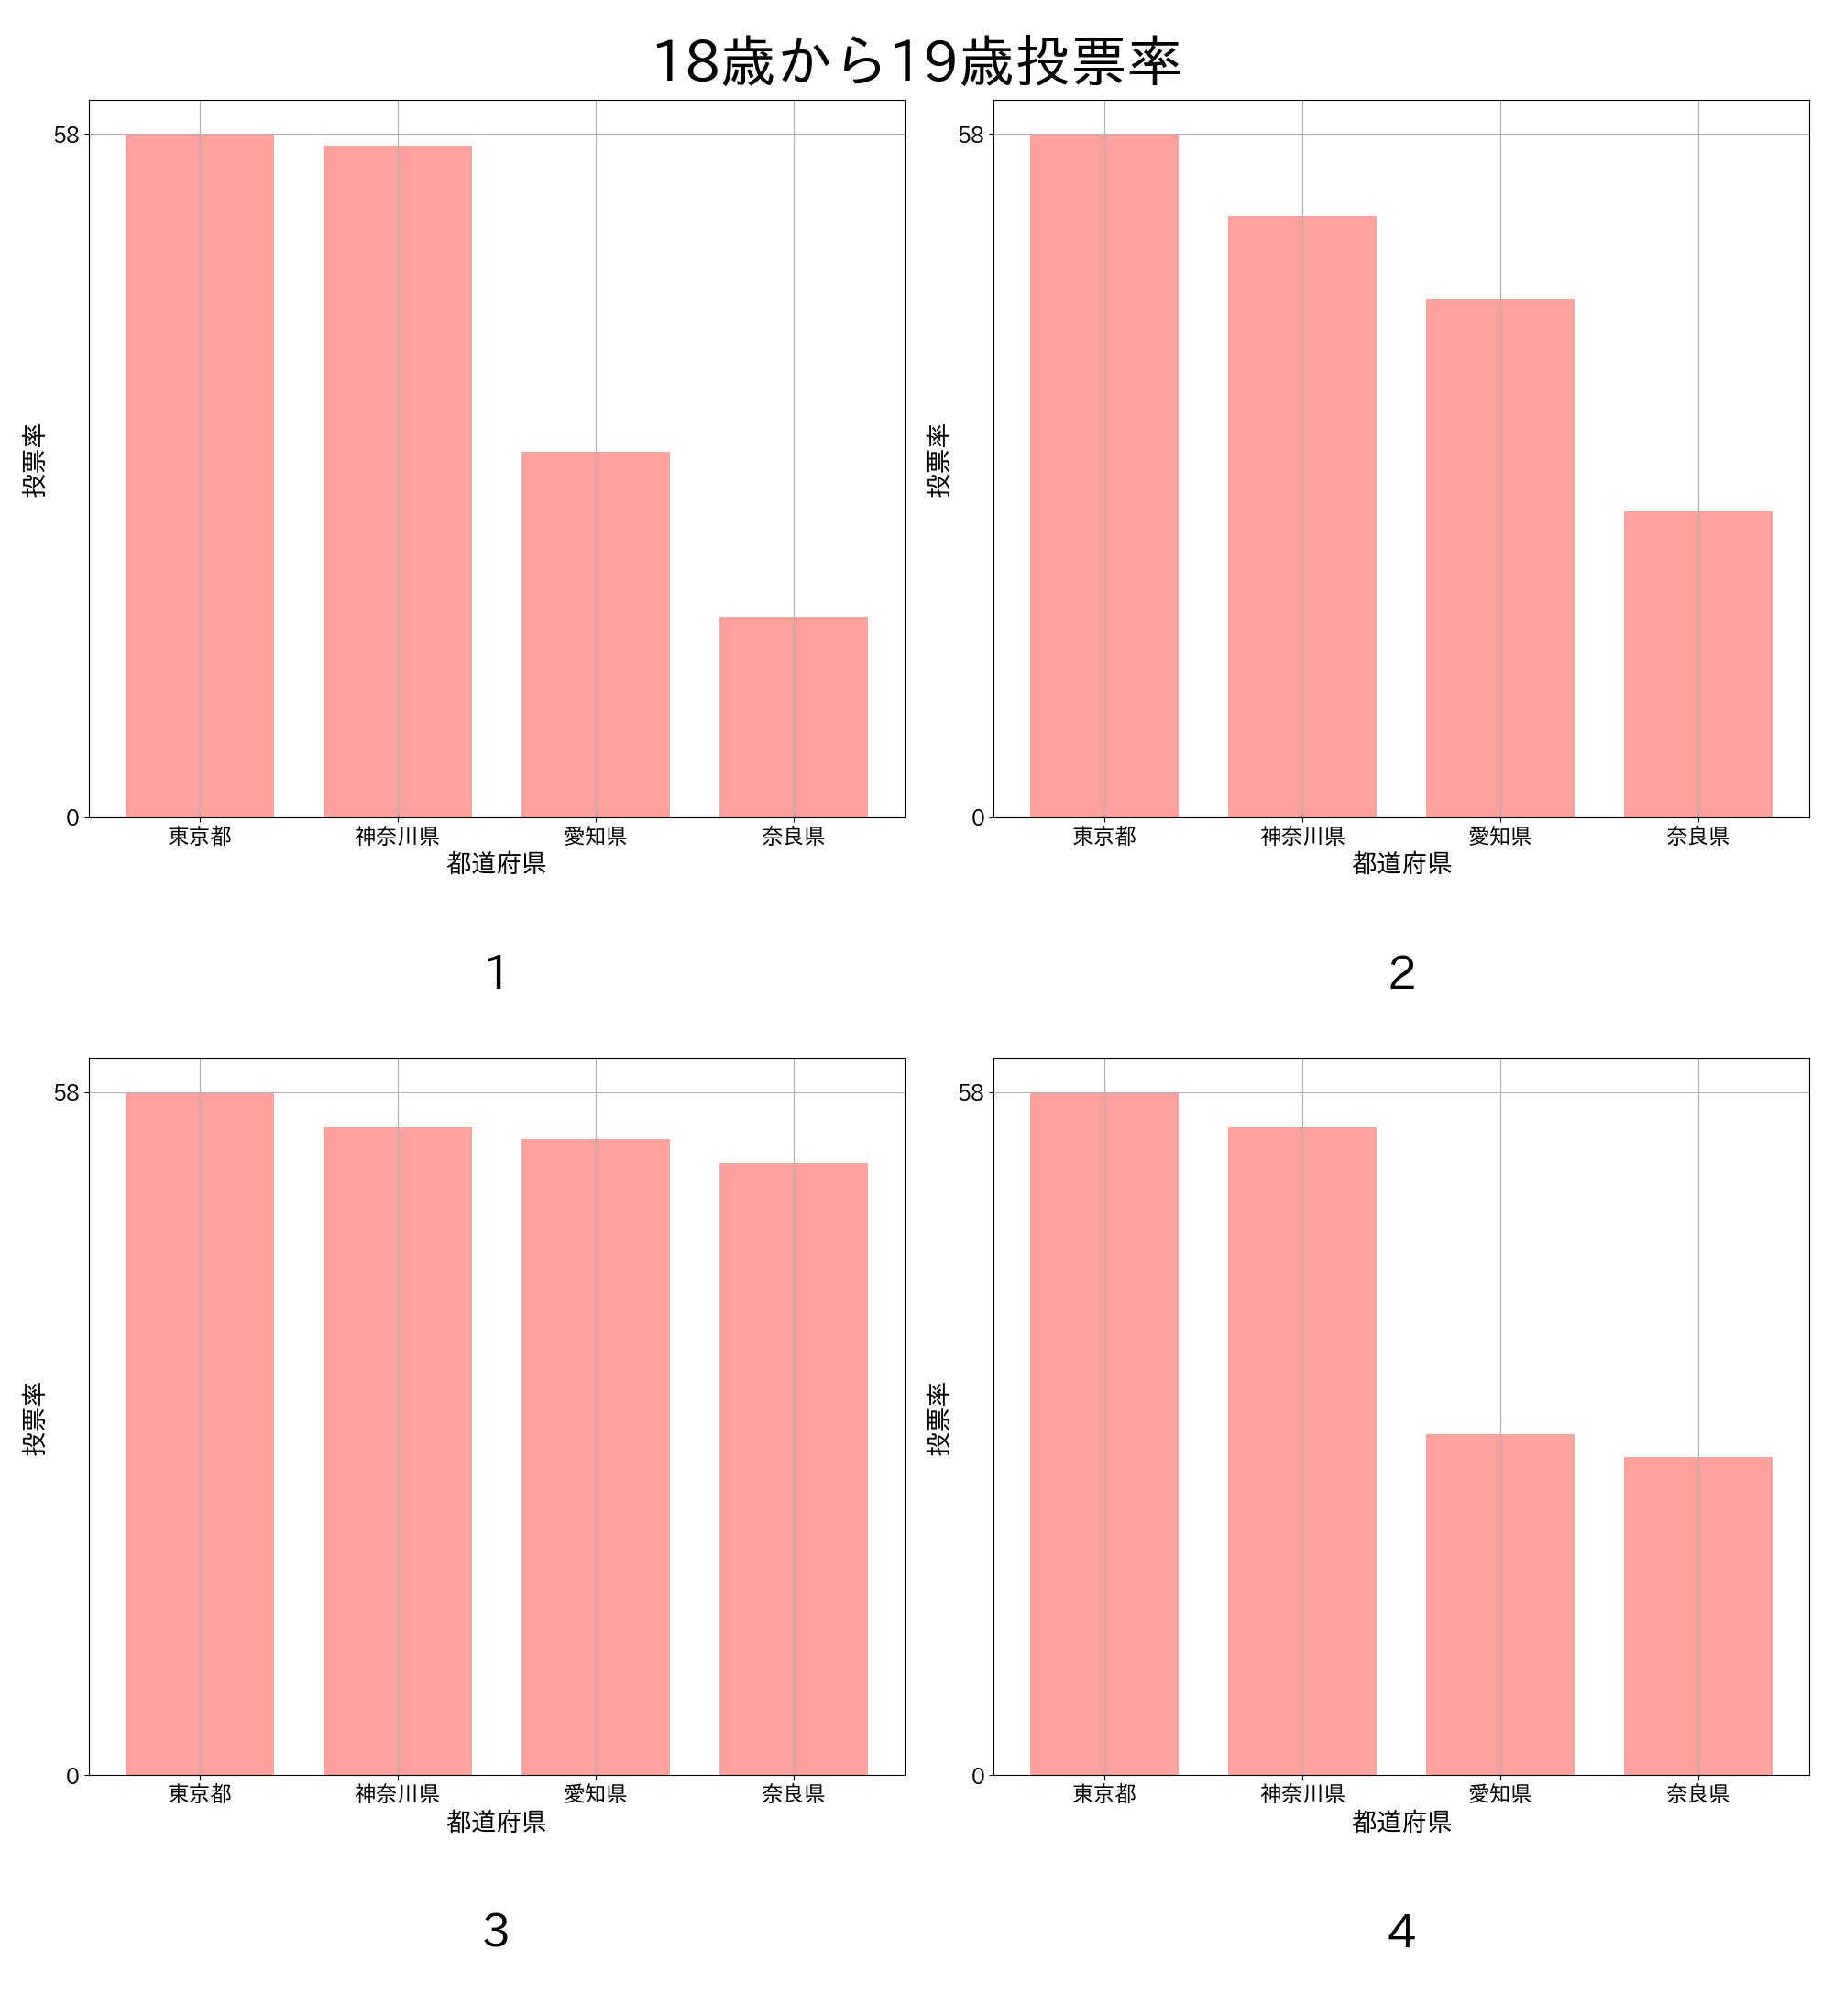 18歳から19歳投票率
58
0
投票率
東京都 神奈川県 愛知県 奈良県
都道府県
1
58
0
投票率
東京都 神奈川県 愛知県 奈良県
都道府県
2
58
0
投票率
東京都 神奈川県 愛知県 奈良県
都道府県
3
58
0
投票率
東京都 神奈川県 愛知県 奈良県
都道府県
4